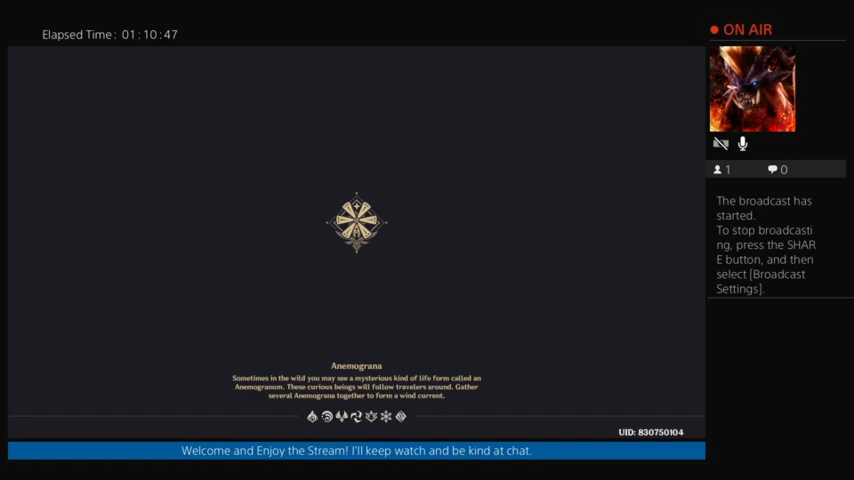 Elapsed Time: 01:10:47
ON AIR
1
0
The broadcast has
started.
To stop broadcasti
ng, press the SHAR
E button, and then
select [Broadcast
Settings].
Anemograna
Sometimes in the wild you may see a mysterious kind of life form called an
Anemogranum. These curious beings will follow travelers around. Gather
several Anemograna together to form a wind current.
UID: 830750104
Welcome and Enjoy the Stream! I'll keep watch and be kind at chat.